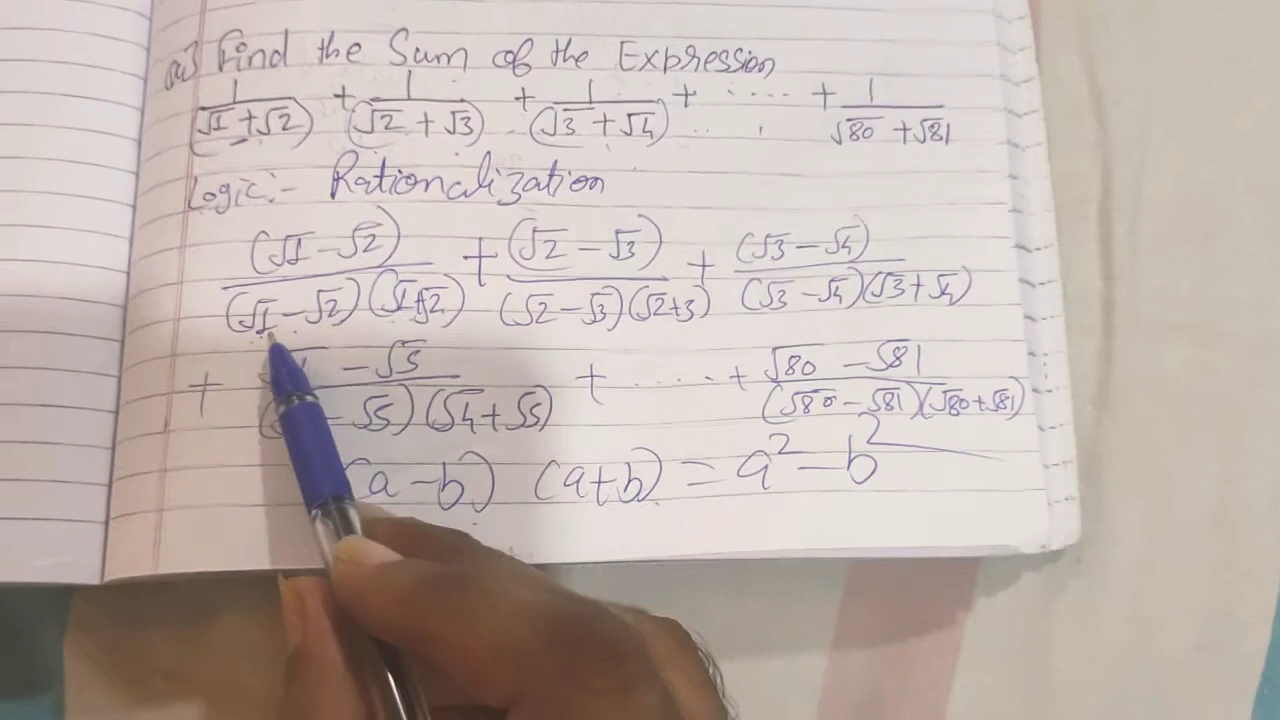 Find the Sum of the Expression
1/(√1 + √2) + 1/(√2 + √3) + 1/(√3 + √4) + ..... + 1/(√80 + √81)
Logic:- Rationalization
(√1 - √2)/((√1 - √2)(√1+√2)) + (√2 - √3)/((√2 - √3)(√2+3)) + (√3 - √4)/((√3 - √4)(√3+√4))
+ - √5/( - √5)(√4+√5) + ..... + (√80 - √81)/((√80 - √81)(√80+√81))
(a-b) (a+b) = a² - b²